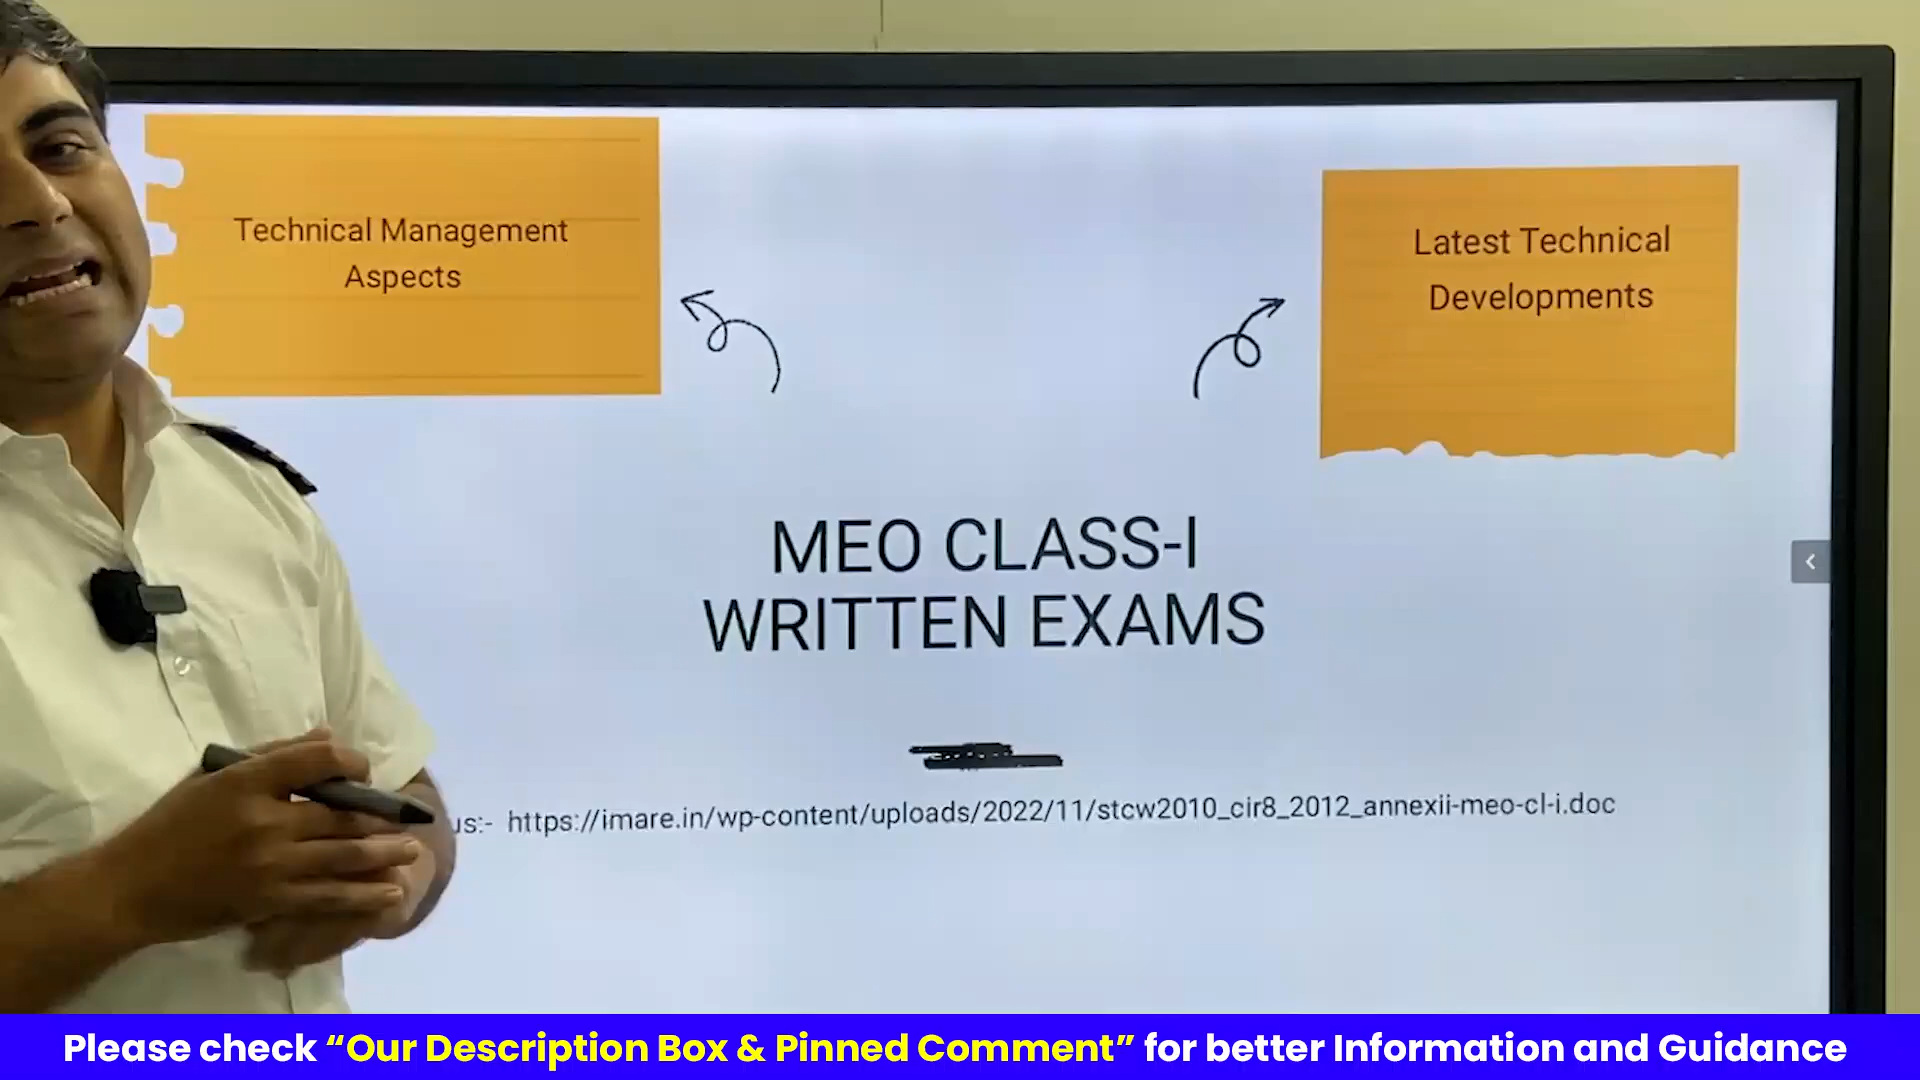 Technical Management
Aspects
Latest Technical
Developments
MEO CLASS-I
WRITTEN EXAMS
us:- https://imare.in/wp-content/uploads/2022/11/stcw2010_cir8_2012_annexii-meo-cl-i.doc
Please check “Our Description Box & Pinned Comment” for better Information and Guidance